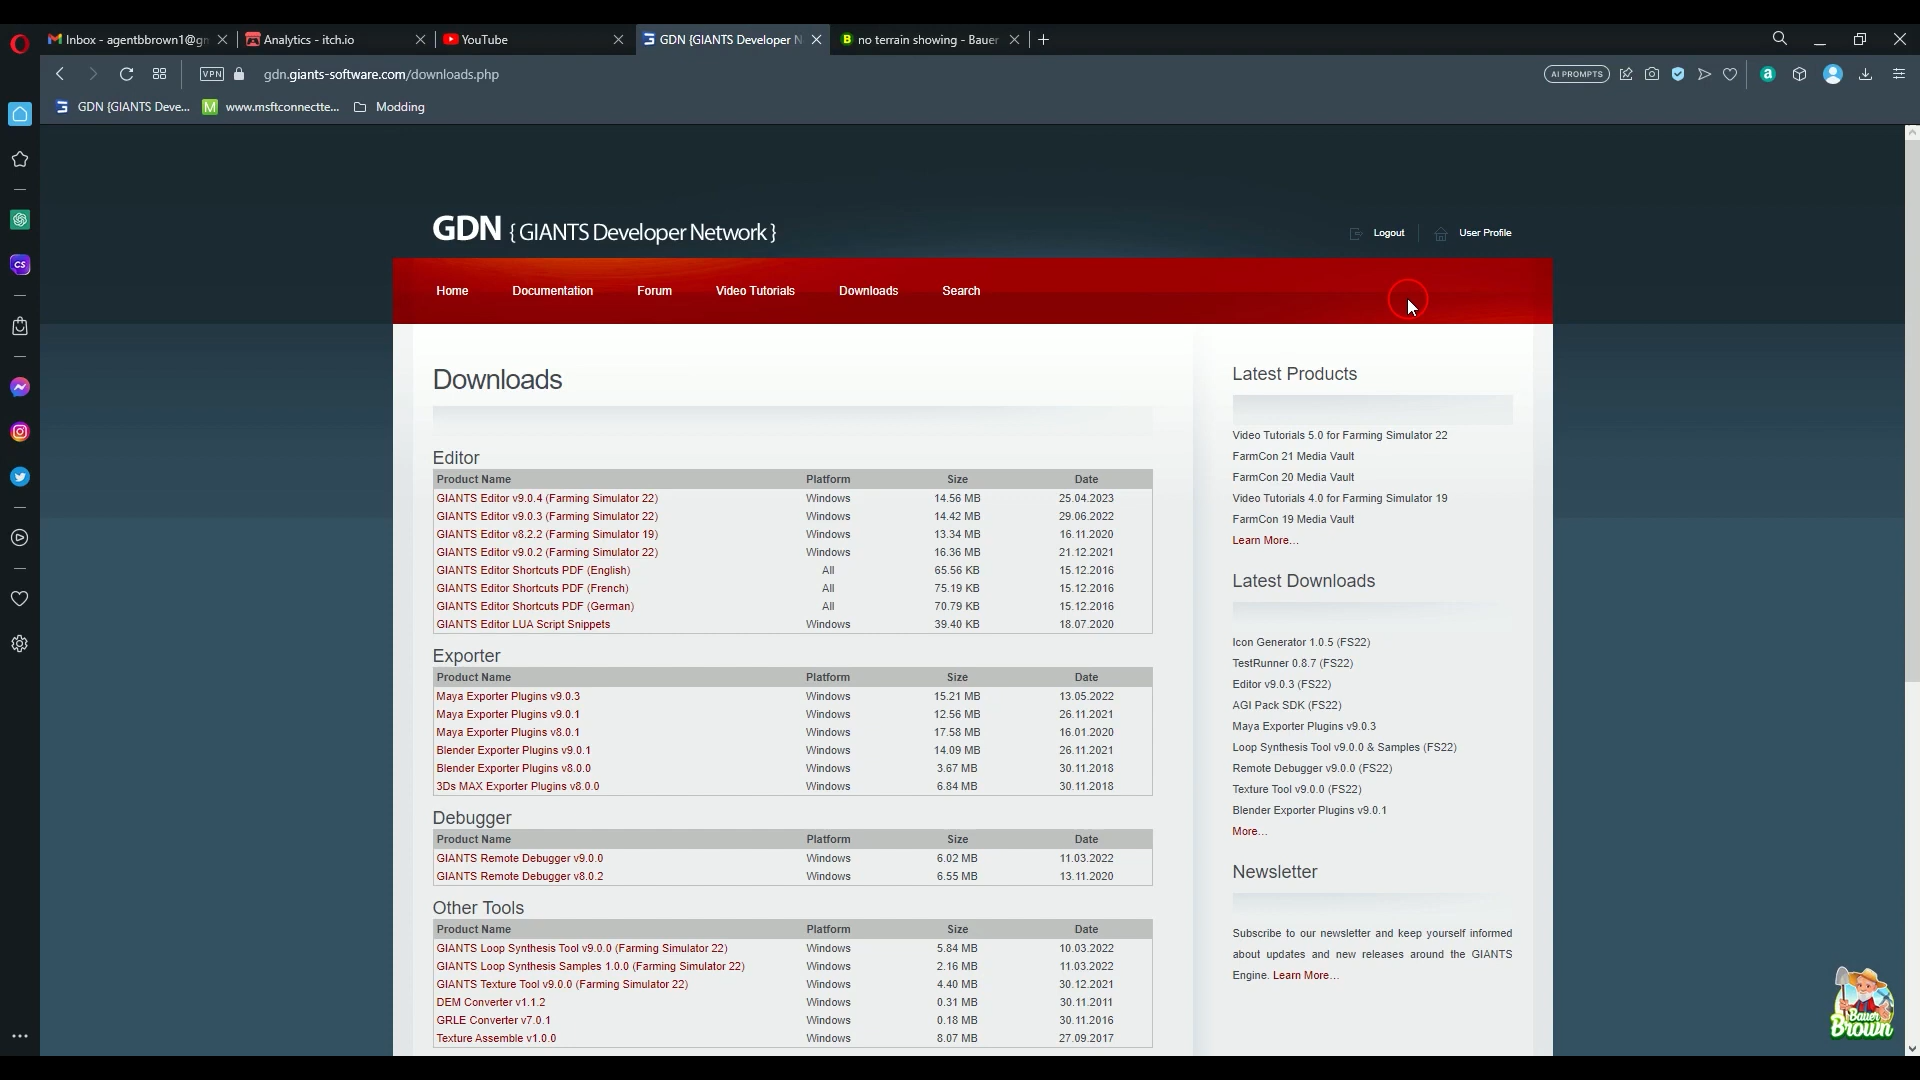 Inbox - agentbbrown1@gm
Analytics - itch.io
YouTube
GDN {GIANTS Developer N
no terrain showing - Bauer
VPN
gdn.giants-software.com/downloads.php
AI PROMPTS
GDN {GIANTS Deve...
www.msftconnectte...
Modding
GDN { GIANTS Developer Network }
Logout
User Profile
Home
Documentation
Forum
Video Tutorials
Downloads
Search
Downloads
Editor
Product Name Platform Size Date
GIANTS Editor v9.0.4 (Farming Simulator 22) Windows 14.56 MB 25.04.2023
GIANTS Editor v9.0.3 (Farming Simulator 22) Windows 14.42 MB 29.06.2022
GIANTS Editor v8.2.2 (Farming Simulator 19) Windows 13.34 MB 16.11.2020
GIANTS Editor v9.0.2 (Farming Simulator 22) Windows 16.36 MB 21.12.2021
GIANTS Editor Shortcuts PDF (English) All 65.56 KB 15.12.2016
GIANTS Editor Shortcuts PDF (French) All 75.19 KB 15.12.2016
GIANTS Editor Shortcuts PDF (German) All 70.79 KB 15.12.2016
GIANTS Editor LUA Script Snippets Windows 39.40 KB 18.07.2020
Exporter
Product Name Platform Size Date
Maya Exporter Plugins v9.0.3 Windows 15.21 MB 13.05.2022
Maya Exporter Plugins v9.0.1 Windows 12.56 MB 26.11.2021
Maya Exporter Plugins v8.0.1 Windows 17.58 MB 16.01.2020
Blender Exporter Plugins v9.0.1 Windows 14.09 MB 26.11.2021
Blender Exporter Plugins v8.0.0 Windows 3.67 MB 30.11.2018
3Ds MAX Exporter Plugins v8.0.0 Windows 6.84 MB 30.11.2018
Debugger
Product Name Platform Size Date
GIANTS Remote Debugger v9.0.0 Windows 6.02 MB 11.03.2022
GIANTS Remote Debugger v8.0.2 Windows 6.55 MB 13.11.2020
Other Tools
Product Name Platform Size Date
GIANTS Loop Synthesis Tool v9.0.0 (Farming Simulator 22) Windows 5.84 MB 10.03.2022
GIANTS Loop Synthesis Samples 1.0.0 (Farming Simulator 22) Windows 2.16 MB 11.03.2022
GIANTS Texture Tool v9.0.0 (Farming Simulator 22) Windows 4.40 MB 30.12.2021
DEM Converter v1.1.2 Windows 0.31 MB 30.11.2011
GRLE Converter v7.0.1 Windows 0.18 MB 30.11.2016
Texture Assemble v1.0.0 Windows 8.07 MB 27.09.2017
Latest Products
Video Tutorials 5.0 for Farming Simulator 22
FarmCon 21 Media Vault
FarmCon 20 Media Vault
Video Tutorials 4.0 for Farming Simulator 19
FarmCon 19 Media Vault
Learn More...
Latest Downloads
Icon Generator 1.0.5 (FS22)
TestRunner 0.8.7 (FS22)
Editor v9.0.3 (FS22)
AGI Pack SDK (FS22)
Maya Exporter Plugins v9.0.3
Loop Synthesis Tool v9.0.0 & Samples (FS22)
Remote Debugger v9.0.0 (FS22)
Texture Tool v9.0.0 (FS22)
Blender Exporter Plugins v9.0.1
More...
Newsletter
Subscribe to our newsletter and keep yourself informed
about updates and new releases around the GIANTS
Engine. Learn More...
Bauer
Brown